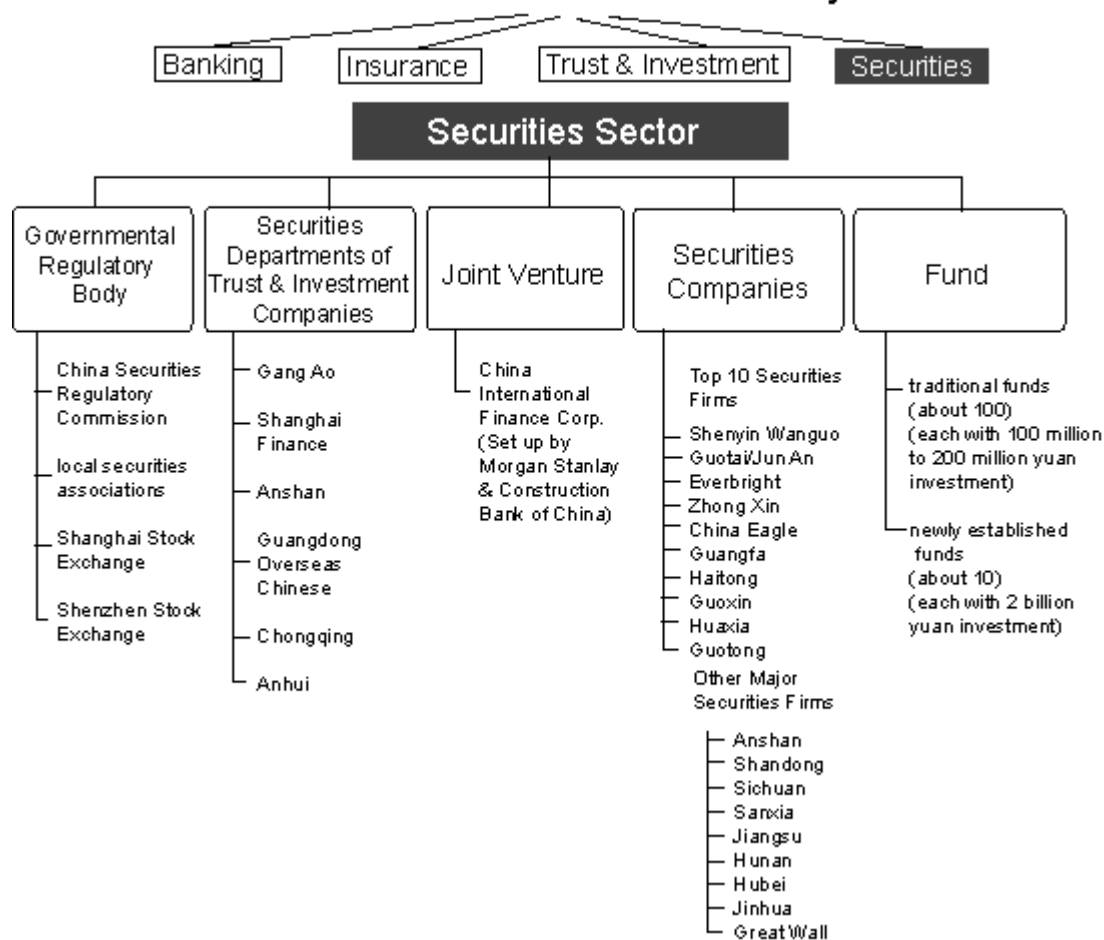 Banking
Insurance
Trust & Investment
Securities
Securities Sector
Governmental
Regulatory
Body
China Securities
Regulatory
Commission
local securities
associations
Shanghai Stock
Exchange
Shenzhen Stock
Exchange
Securities
Departments of
Trust & Investment
Companies
Gang Ao
Shanghai
Finance
Anshan
Guangdong
Overseas
Chinese
Chongqing
Anhui
Joint Venture
China
International
Finance Corp.
(Set up by
Morgan Stanlay
& Construction
Bank of China)
Securities
Companies
Top 10 Securities
Firms
Shenyin Wanguo
Guotai/Jun An
Everbright
Zhong Xin
China Eagle
Guangfa
Haitong
Guoxin
Huaxia
Guotong
Other Major
Securities Firms
Anshan
Shandong
Sichuan
Sanxia
Jiangsu
Hunan
Hubei
Jinhua
Great Wall
Fund
traditional funds
(about 100)
(each with 100 million
to 200 million yuan
investment)
newly established
funds
(about 10)
(each with 2 billion
yuan investment)